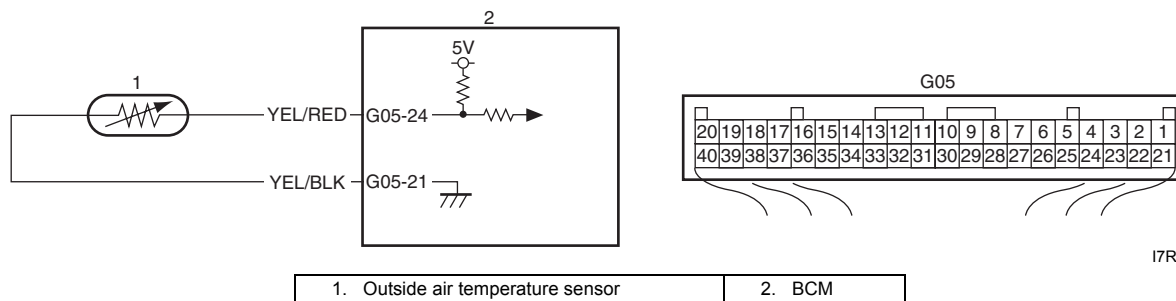 2
5V
1
YEL/RED G05-24
YEL/BLK G05-21
G05
20 19 18 17 16 15 14 13 12 11 10 9 8 7 6 5 4 3 2 1
40 39 38 37 36 35 34 33 32 31 30 29 28 27 26 25 24 23 22 21
I7R
1. Outside air temperature sensor 2. BCM